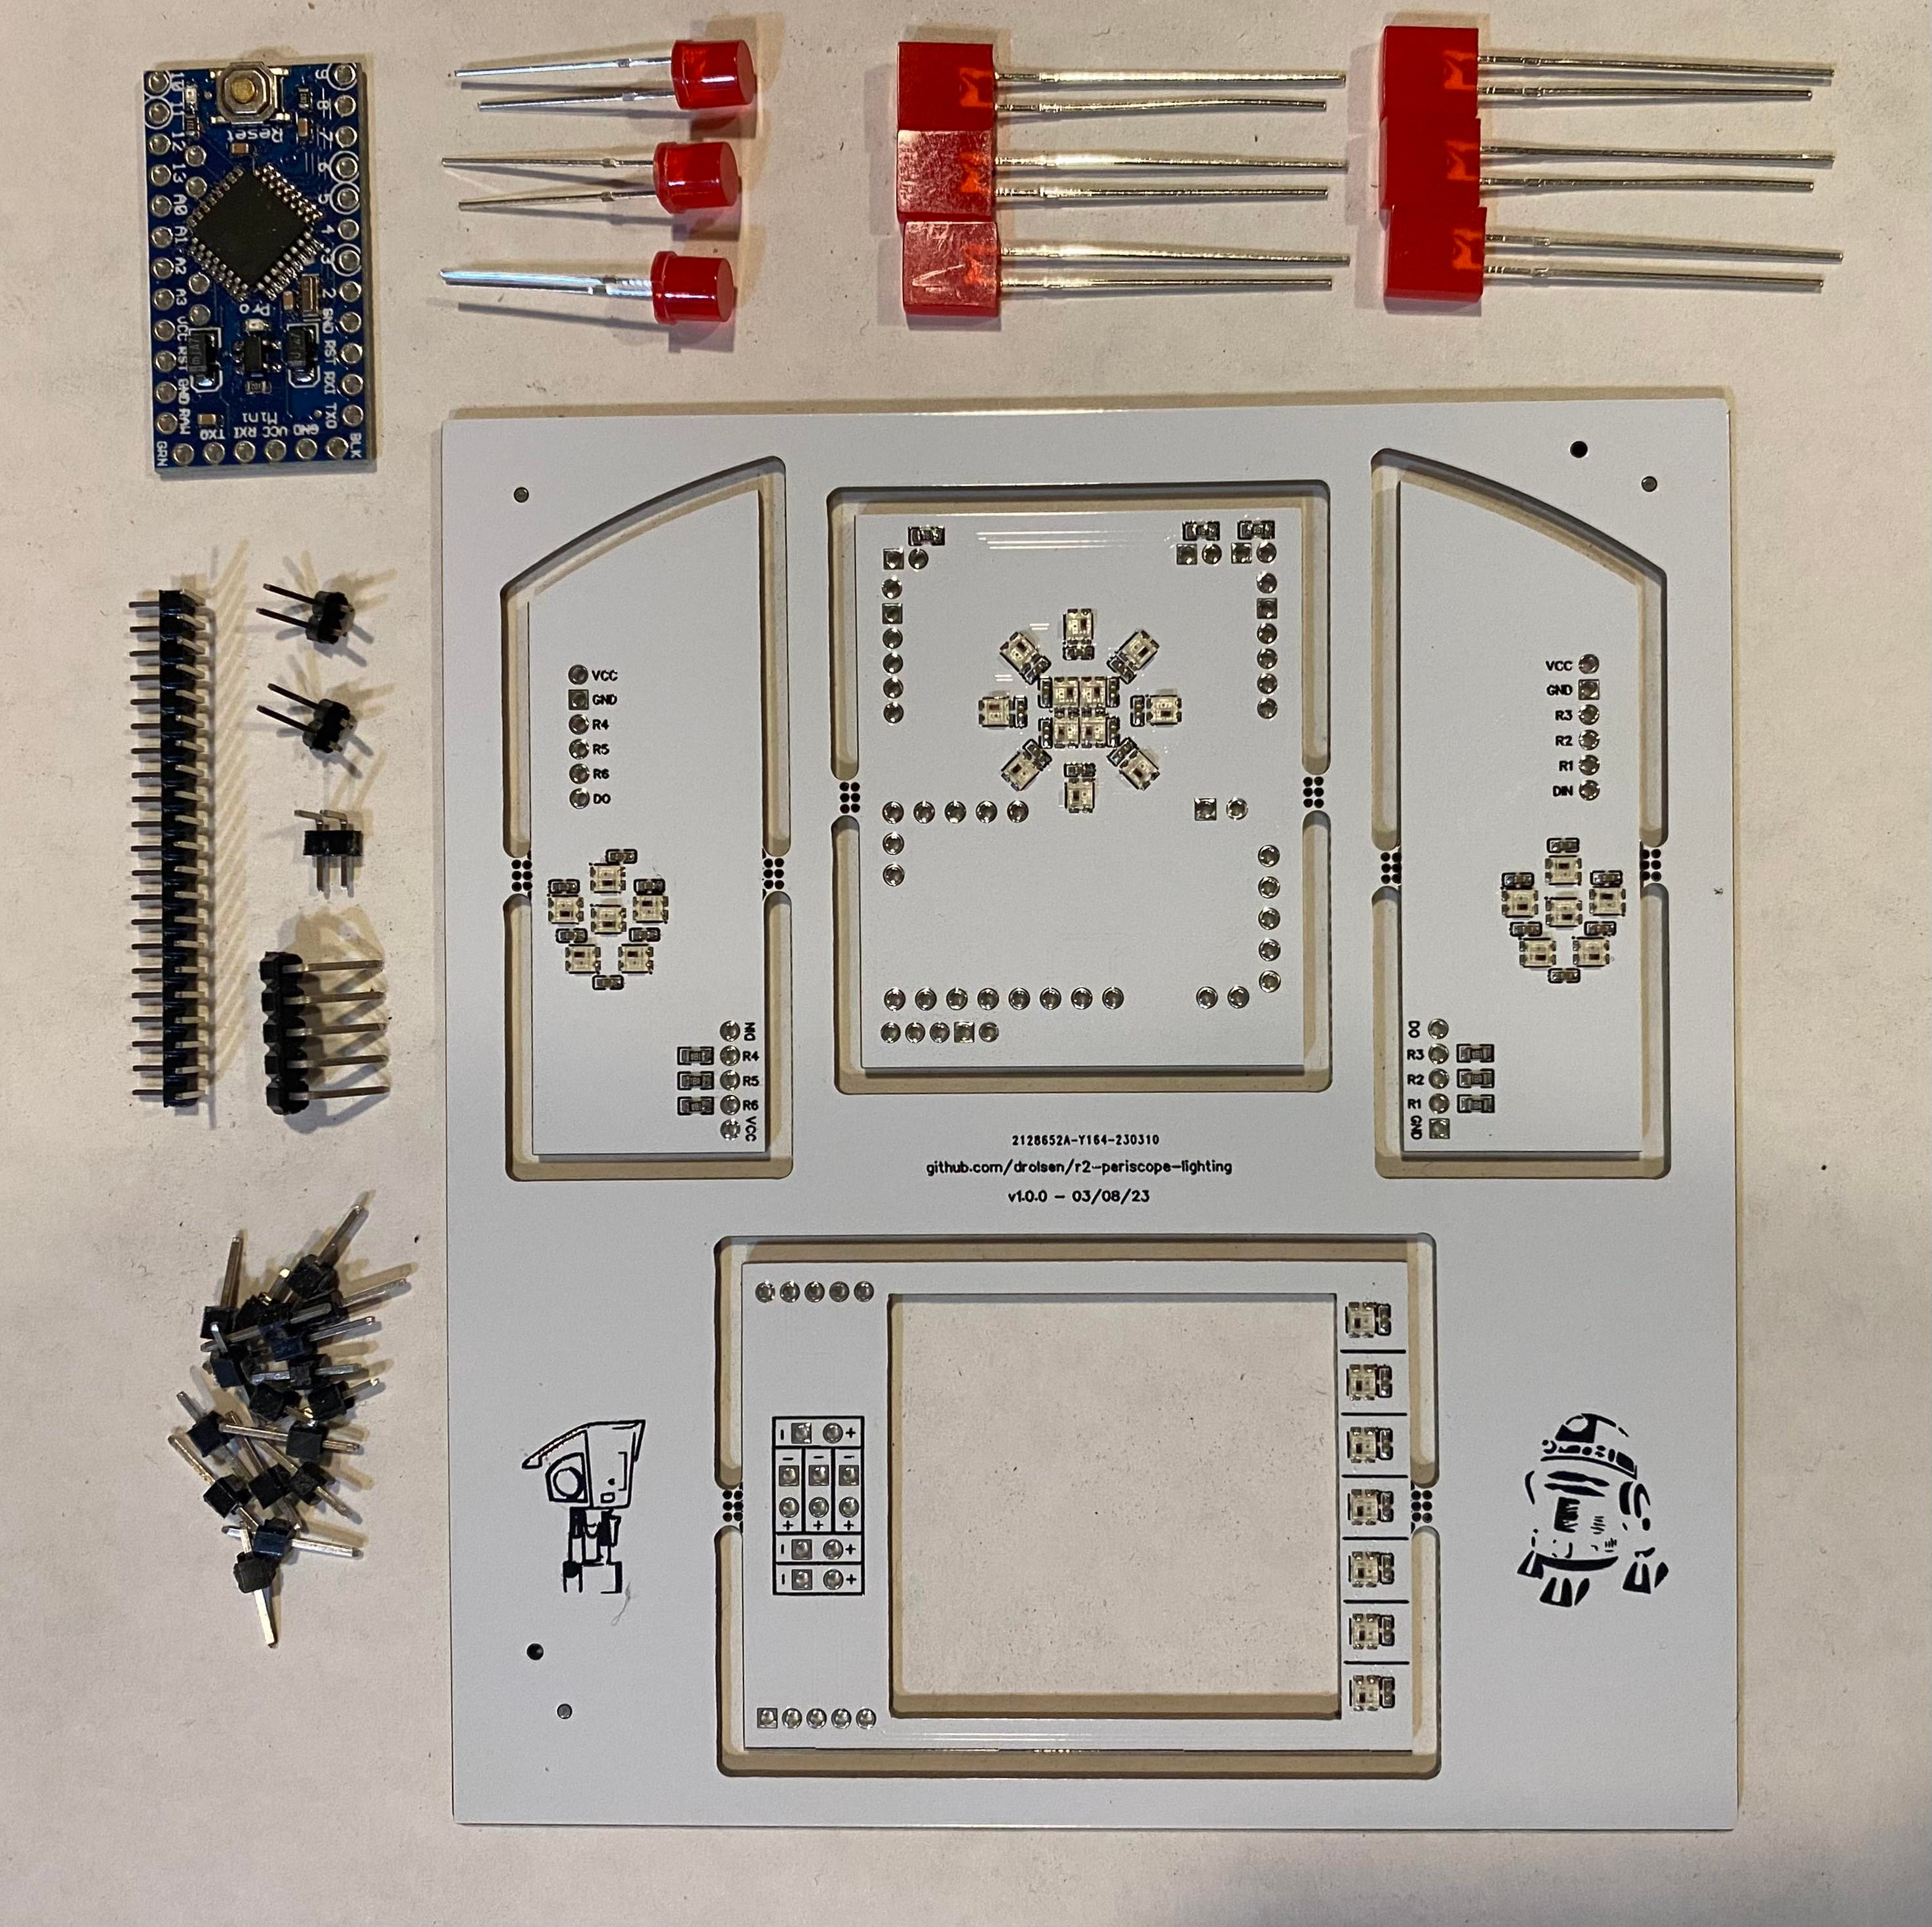 10 11 12 13 A0 A1 A2 A3 VCC RST GND RAW
Reset
9 8 7 6 5 4 3 2 GND RST RXI TXO
Pro
Mini
GRN TXO RXI VCC GND BLK
VCC
GND
R4
R5
R6
DO
DIN
R4
R5
R6
VCC
VCC
GND
R3
R2
R1
DIN
DO
R3
R2
R1
GND
2128652A-Y164-230310
github.com/drolsen/r2-periscope-lighting
v1.0.0 - 03/08/23
- +
- - -
+ + +
- +
- +